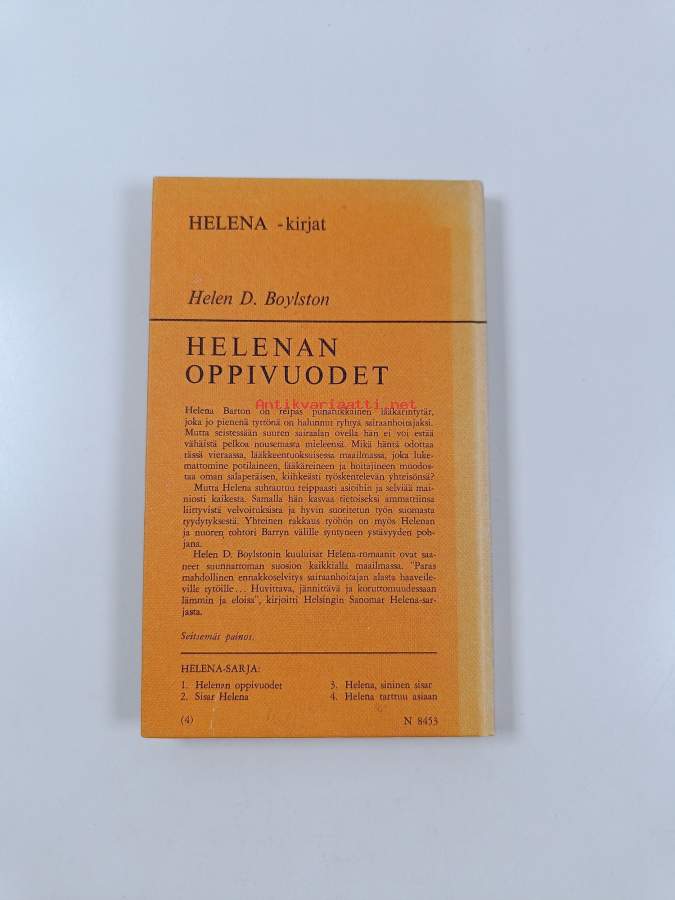 HELENA -kirjat
Helen D. Boylston
HELENAN
OPPIVUODET
Antikvariaatti.net
Helena Barton on reipas punatukkainen lääkärintytär,
joka jo pienenä tyttönä on halunnut ryhtyä sairaanhoitajaksi.
Mutta seistessään suuren sairaalan ovella hän ei voi estää
vähäistä pelkoa nousemasta mieleensä. Mikä häntä odottaa
tässä vieraassa, lääkkeentuoksuisessa maailmassa, joka luke-
mattomine potilaineen, lääkäreineen ja hoitajineen muodos-
taa oman salaperäisen, kiihkeästi työskentelevän yhteisönsä?
Mutta Helena suhtautuu reippaasti asioihin ja selviää mai-
niosti kaikesta. Samalla hän kasvaa tietoiseksi ammattiinsa
liittyvistä velvoituksista ja hyvin suoritetun työn suomasta
tyydytyksestä. Yhteinen rakkaus työhön on myös Helenan
ja nuoren tohtori Barryn välille syntyneen ystävyyden poh-
jana.
Helen D. Boylstonin kuuluisat Helena-romaanit ovat saa-
neet suunnattoman suosion kaikkialla maailmassa. "Paras
mahdollinen ennakkoselvitys sairaanhoitajan alasta haaveile-
ville tytöille... Huvittava, jännittävä ja koruttomuudessaan
lämmin ja eloisa", kirjoitti Helsingin Sanomat Helena-sar-
jasta.
Seitsemäs painos.
HELENA-SARJA:
1. Helenan oppivuodet
2. Sisar Helena
3. Helena, sininen sisar
4. Helena tarttuu asiaan
(4)
N 8453